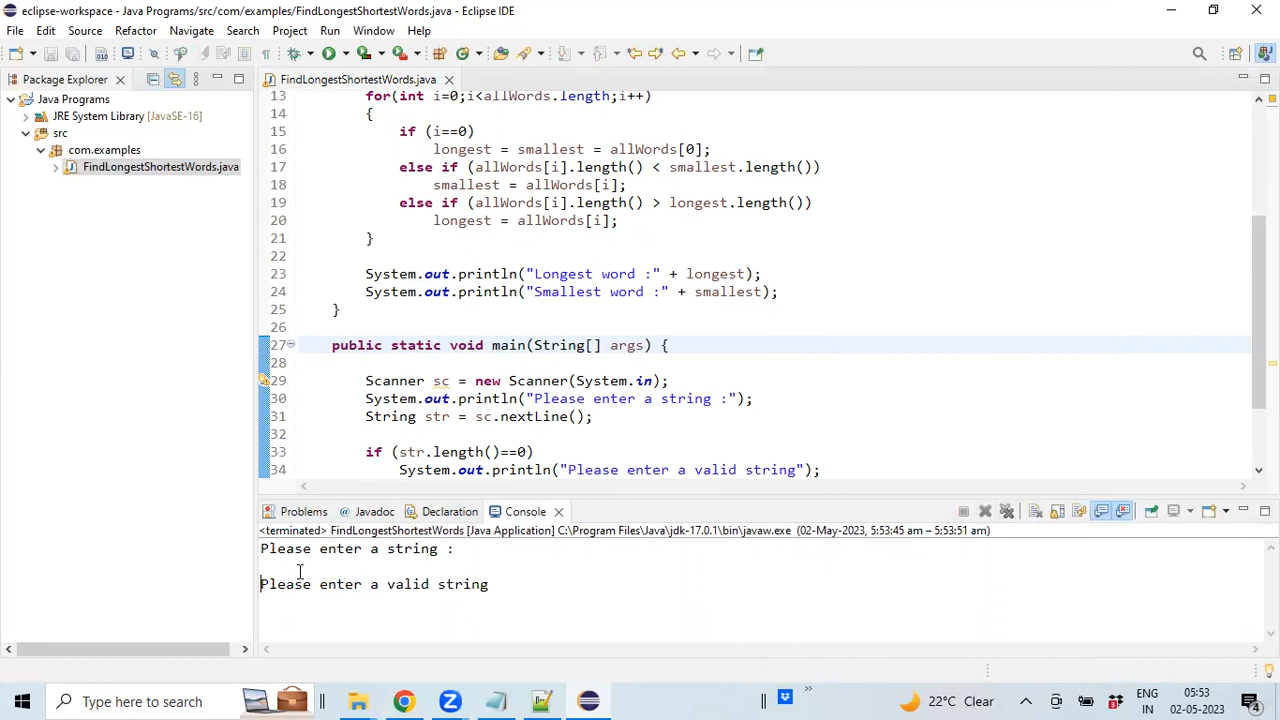 eclipse-workspace - Java Programs/src/com/examples/FindLongestShortestWords.java - Eclipse IDE
File Edit Source Refactor Navigate Search Project Run Window Help
Package Explorer
FindLongestShortestWords.java
Java Programs
JRE System Library [JavaSE-16]
src
com.examples
FindLongestShortestWords.java
13 for(int i=0;i<allWords.length;i++)
14 {
15 if (i==0)
16 longest = smallest = allWords[0];
17 else if (allWords[i].length() < smallest.length())
18 smallest = allWords[i];
19 else if (allWords[i].length() > longest.length())
20 longest = allWords[i];
21 }
22
23 System.out.println("Longest word :" + longest);
24 System.out.println("Smallest word :" + smallest);
25 }
26
27 public static void main(String[] args) {
28
29 Scanner sc = new Scanner(System.in);
30 System.out.println("Please enter a string :");
31 String str = sc.nextLine();
32
33 if (str.length()==0)
34 System.out.println("Please enter a valid string");
Problems Javadoc Declaration Console
<terminated> FindLongestShortestWords [Java Application] C:\Program Files\Java\jdk-17.0.1\bin\javaw.exe (02-May-2023, 5:53:45 am – 5:53:51 am)
Please enter a string :
Please enter a valid string
Type here to search
22°C Clear
ENG
IN
05:53
02-05-2023
4